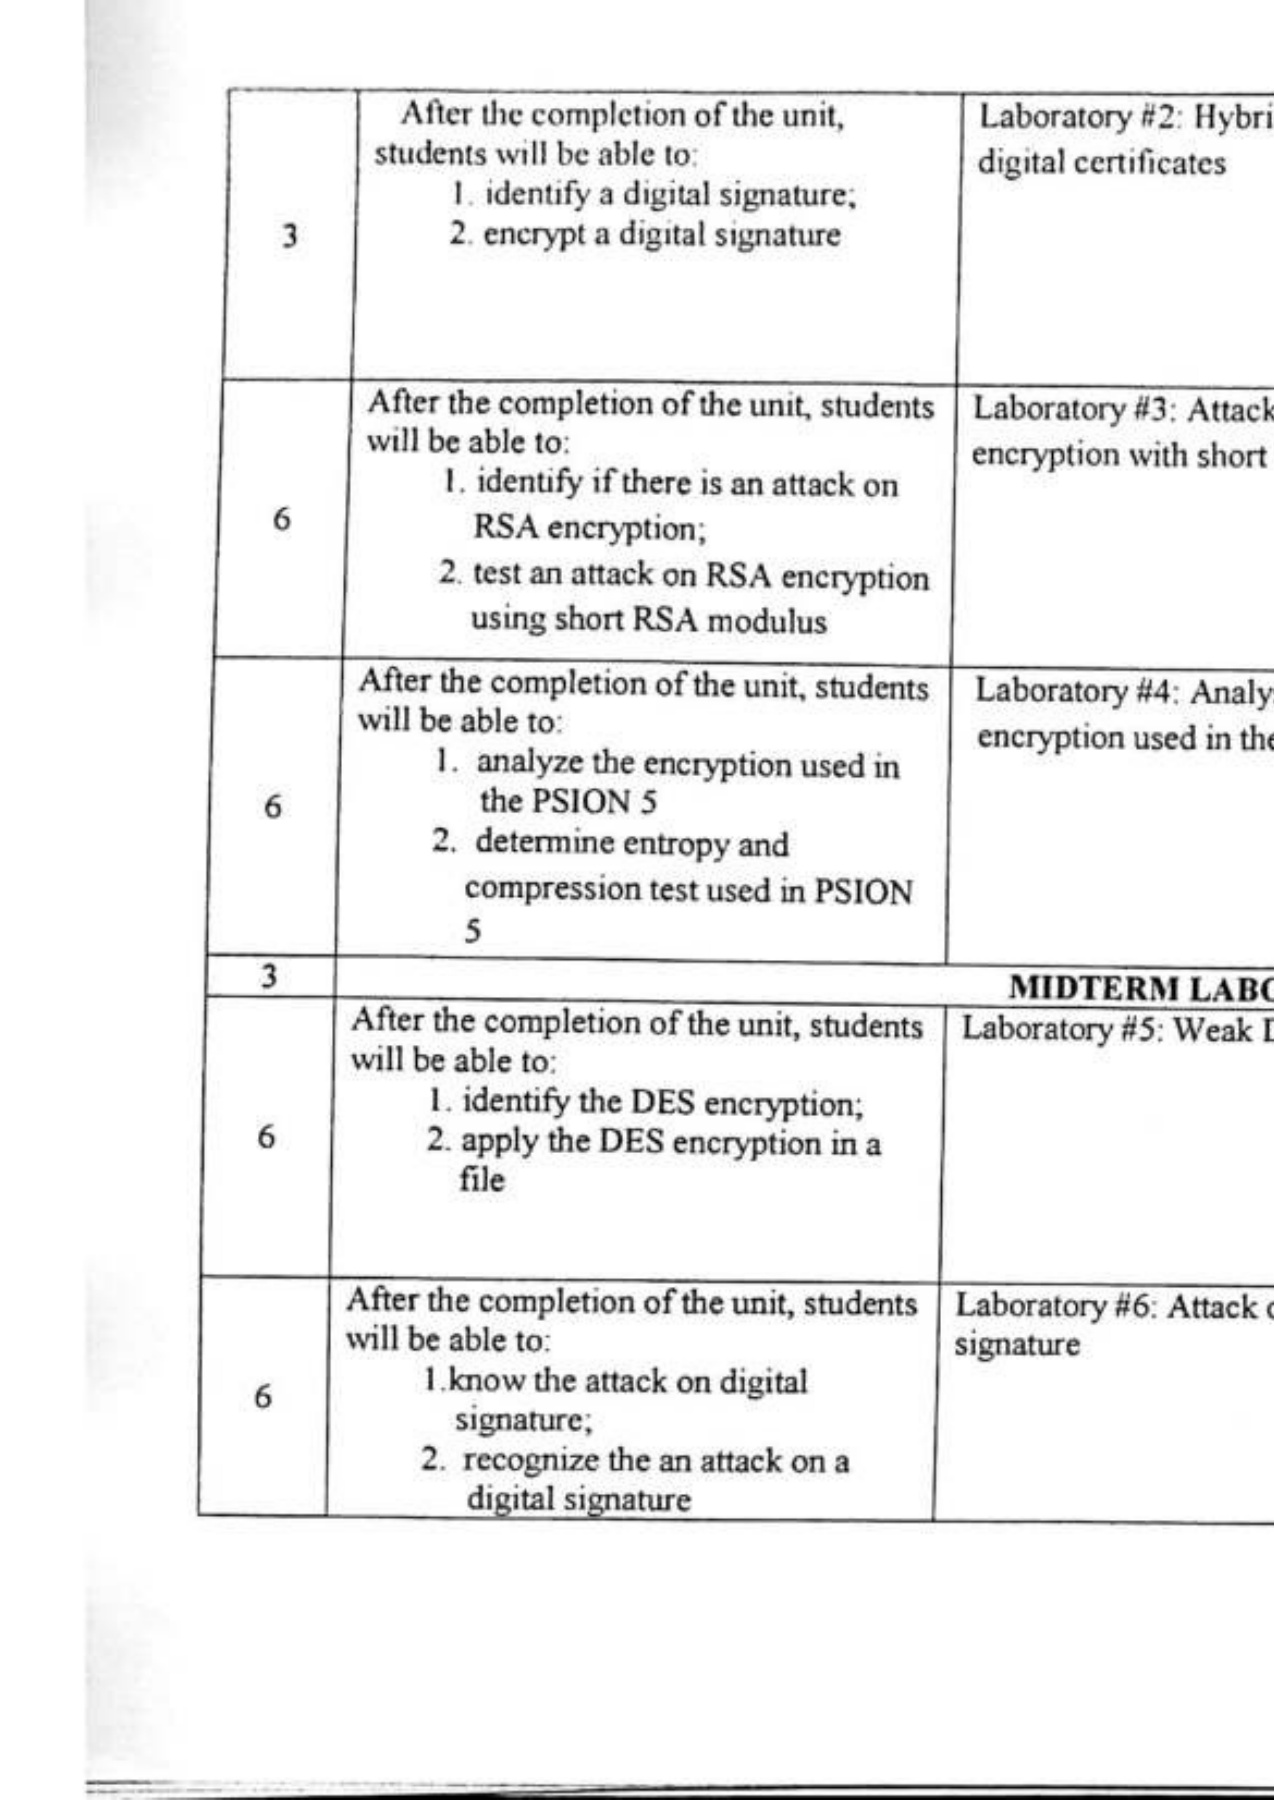 3
After the completion of the unit,
students will be able to:
1. identify a digital signature;
2. encrypt a digital signature
Laboratory #2:
digital certificates
6
After the completion of the unit, students
will be able to:
1. identify if there is an attack on
RSA encryption;
2. test an attack on RSA encryption
using short RSA modulus
Laboratory #3: Attack
encryption with short
6
After the completion of the unit, students
will be able to:
1. analyze the encryption used in
the PSION 5
2. determine entropy and
compression test used in PSION
5
Laboratory #4:
encryption used in the
3
MIDTERM
6
After the completion of the unit, students
will be able to:
1. identify the DES encryption;
2. apply the DES encryption in a
file
Laboratory #5: Weak
6
After the completion of the unit, students
will be able to:
1.know the attack on digital
signature;
2. recognize the an attack on a
digital signature
Laboratory #6: Attack
signature